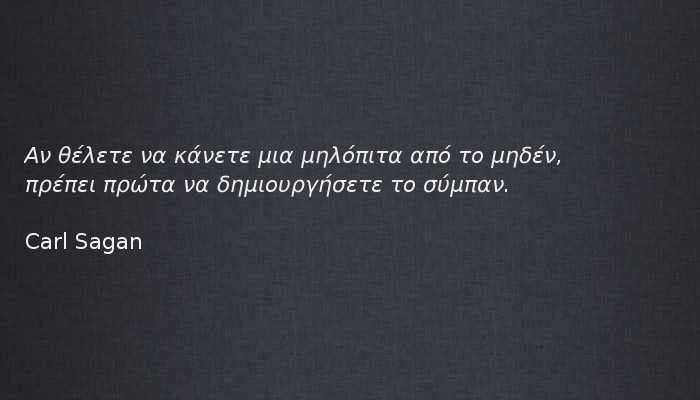 Αν θέλετε να κάνετε μια μηλόπιτα από το μηδέν,
πρέπει πρώτα να δημιουργήσετε το σύμπαν.
Carl Sagan